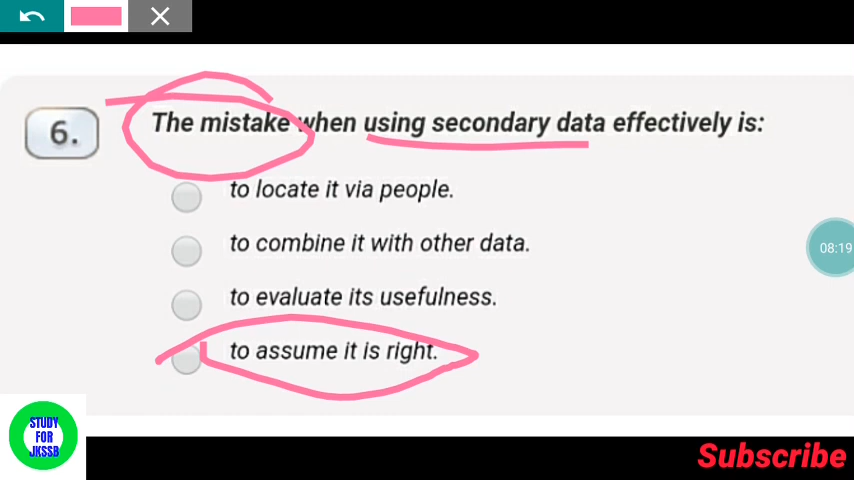 6.
The mistake when using secondary data effectively is:
to locate it via people.
to combine it with other data.
08:19
to evaluate its usefulness.
to assume it is right.
STUDY
FOR
JKSSB
Subscribe